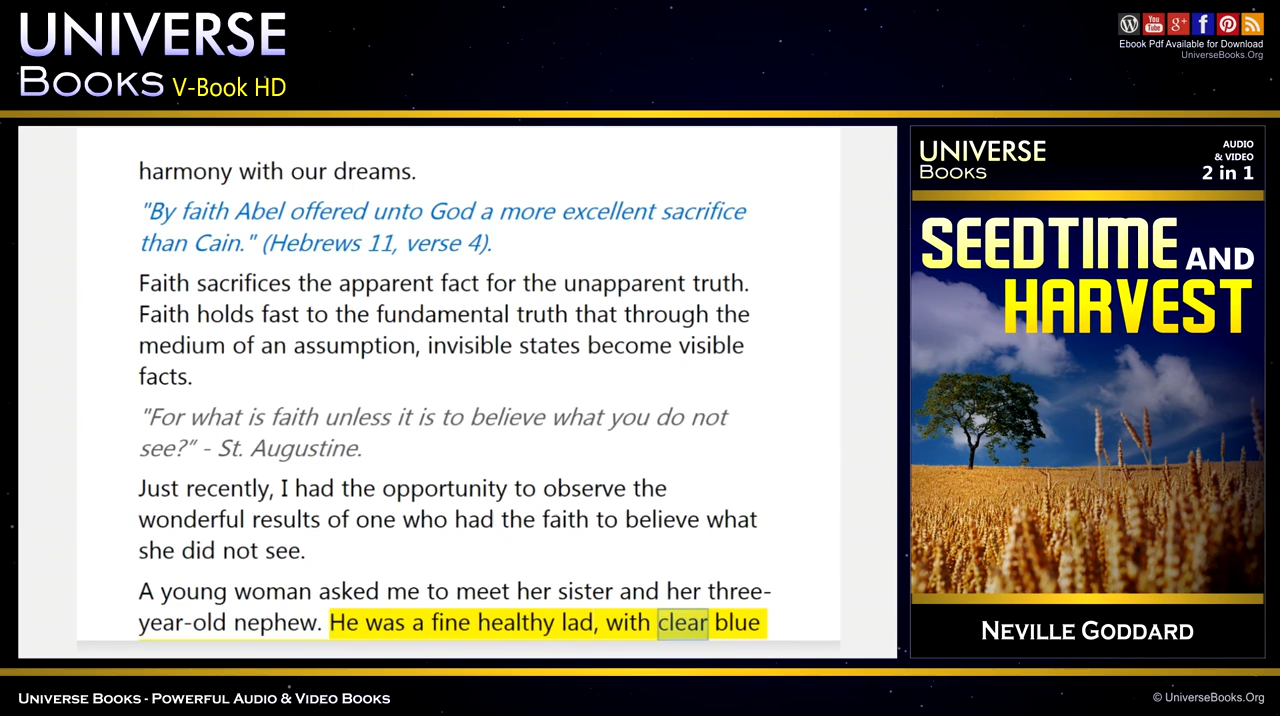 UNIVERSE
BOOKS V-Book HD
Ebook Pdf Available for Download
UniverseBooks.Org
harmony with our dreams.
"By faith Abel offered unto God a more excellent sacrifice
than Cain." (Hebrews 11, verse 4).
Faith sacrifices the apparent fact for the unapparent truth.
Faith holds fast to the fundamental truth that through the
medium of an assumption, invisible states become visible
facts.
"For what is faith unless it is to believe what you do not
see?” - St. Augustine.
Just recently, I had the opportunity to observe the
wonderful results of one who had the faith to believe what
she did not see.
A young woman asked me to meet her sister and her three-
year-old nephew. He was a fine healthy lad, with clear blue
UNIVERSE
BOOKS
AUDIO
& VIDEO
2 in 1
SEEDTIME AND
HARVEST
NEVILLE GODDARD
UNIVERSE BOOKS - POWERFUL AUDIO & VIDEO BOOKS
© UniverseBooks.Org